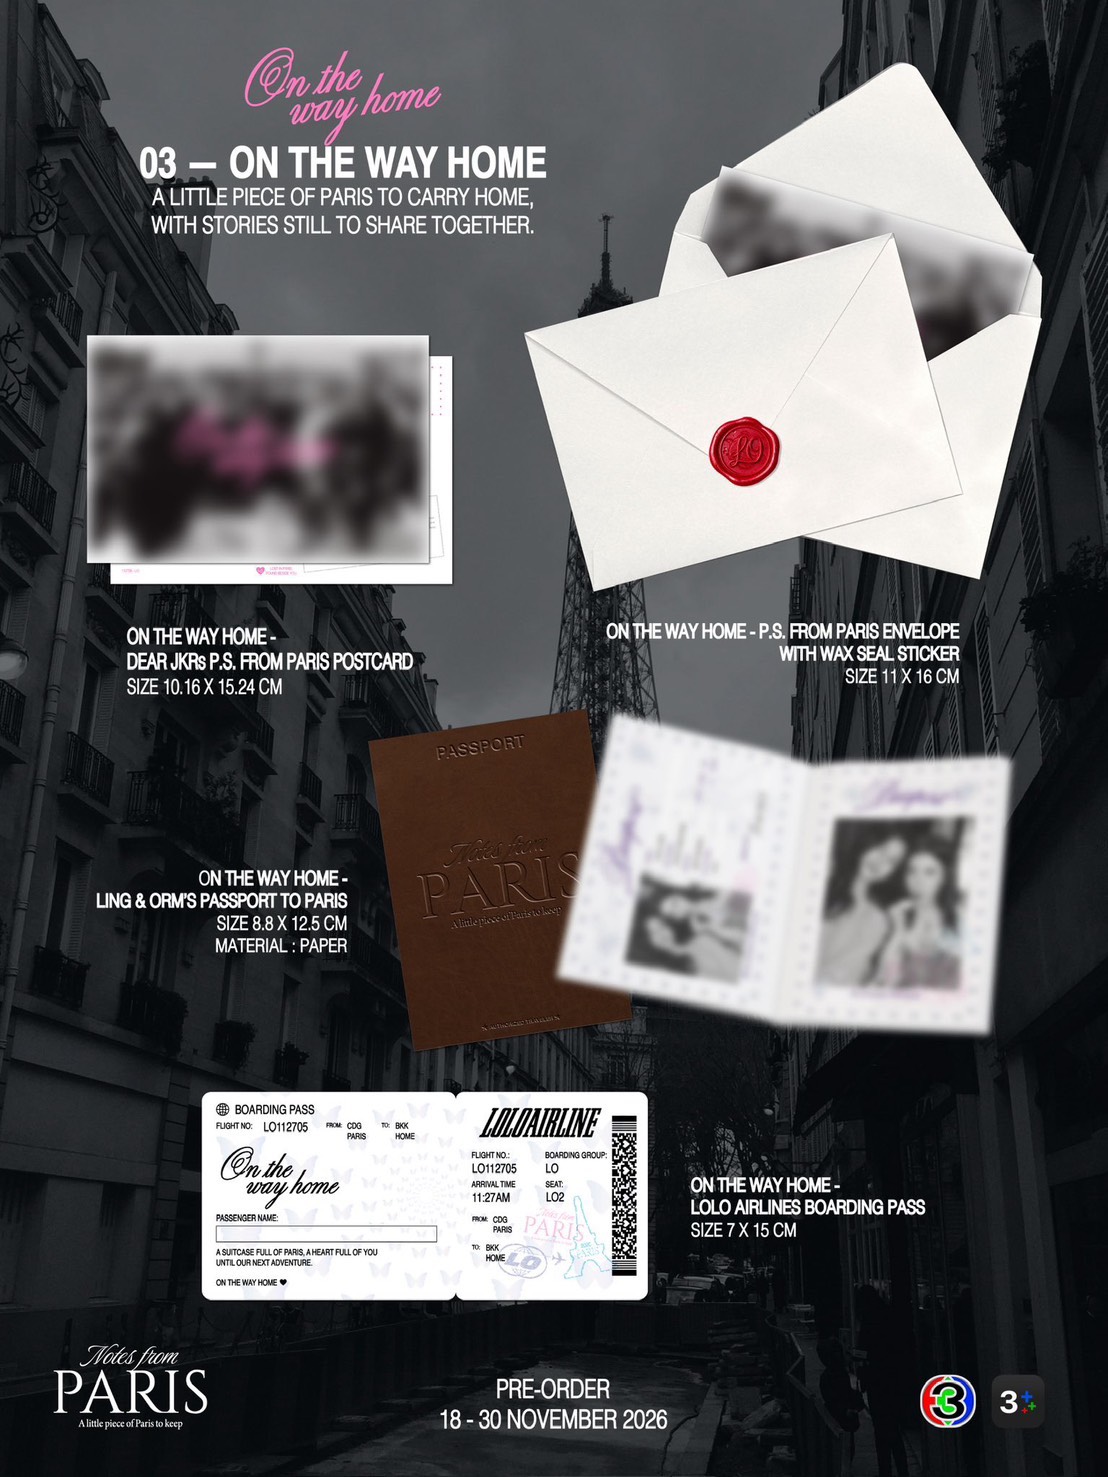 On the
way home
03 — ON THE WAY HOME
A LITTLE PIECE OF PARIS TO CARRY HOME,
WITH STORIES STILL TO SHARE TOGETHER.
LO
ON THE WAY HOME -
DEAR JKRs P.S. FROM PARIS POSTCARD
SIZE 10.16 X 15.24 CM
ON THE WAY HOME - P.S. FROM PARIS ENVELOPE
WITH WAX SEAL STICKER
SIZE 11 X 16 CM
PASSPORT
Notes from
PARIS
A little piece of Paris to keep
AUTHORIZED TRAVELER
ON THE WAY HOME -
LING & ORM'S PASSPORT TO PARIS
SIZE 8.8 X 12.5 CM
MATERIAL : PAPER
BOARDING PASS
FLIGHT NO: LO112705 FROM: CDG PARIS TO: BKK HOME
On the
way home
PASSENGER NAME:
A SUITCASE FULL OF PARIS, A HEART FULL OF YOU
UNTIL OUR NEXT ADVENTURE.
ON THE WAY HOME ♥
LOLOAIRLINE
FLIGHT NO.: BOARDING GROUP:
LO112705 LO
ARRIVAL TIME SEAT:
11:27AM LO2
FROM: CDG
PARIS
TO: BKK
HOME
Notes from
PARIS
LO
ON THE WAY HOME -
LOLO AIRLINES BOARDING PASS
SIZE 7 X 15 CM
Notes from
PARIS
A little piece of Paris to keep
PRE-ORDER
18 - 30 NOVEMBER 2026
3
3+